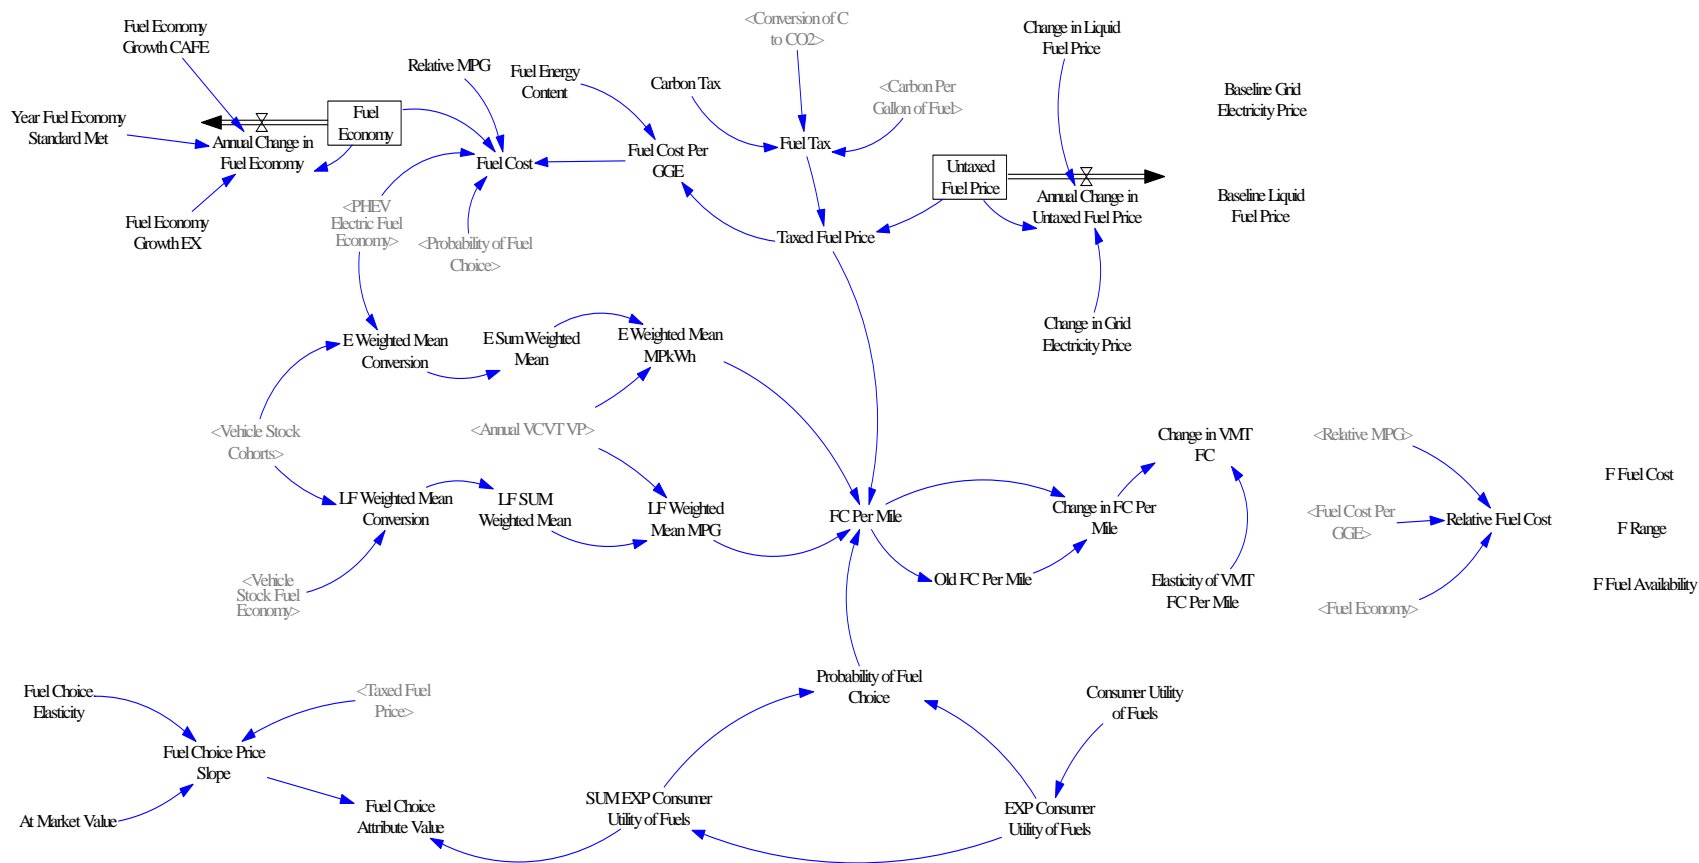 Fuel Economy
Growth CAFE
Year Fuel Economy
Standard Met
Annual Change in
Fuel Economy
Fuel
Economy
Fuel Economy
Growth EX
Relative MPG
Fuel Energy
Content
Fuel Cost
Fuel Cost Per
GGE
<PHEV
Electric Fuel
Economy>
<Probability of Fuel
Choice>
<Conversion of C
to CO2>
Carbon Tax
<Carbon Per
Gallon of Fuel>
Fuel Tax
Taxed Fuel Price
Untaxed
Fuel Price
Change in Liquid
Fuel Price
Annual Change in
Untaxed Fuel Price
Change in Grid
Electricity Price
Baseline Grid
Electricity Price
Baseline Liquid
Fuel Price
E Weighted Mean
Conversion
E Sum Weighted
Mean
E Weighted Mean
MPkWh
<Vehicle Stock
Cohorts>
<Annual VCVT VP>
LF Weighted Mean
Conversion
LF SUM
Weighted Mean
LF Weighted
Mean MPG
<Vehicle
Stock Fuel
Economy>
FC Per Mile
Old FC Per Mile
Change in FC Per
Mile
Change in VMT
FC
Elasticity of VMT
FC Per Mile
<Relative MPG>
<Fuel Cost Per
GGE>
<Fuel Economy>
Relative Fuel Cost
F Fuel Cost
F Range
F Fuel Availability
Fuel Choice
Elasticity
<Taxed Fuel
Price>
Fuel Choice Price
Slope
At Market Value
Fuel Choice
Attribute Value
SUM EXP Consumer
Utility of Fuels
Probability of Fuel
Choice
Consumer Utility
of Fuels
EXP Consumer
Utility of Fuels